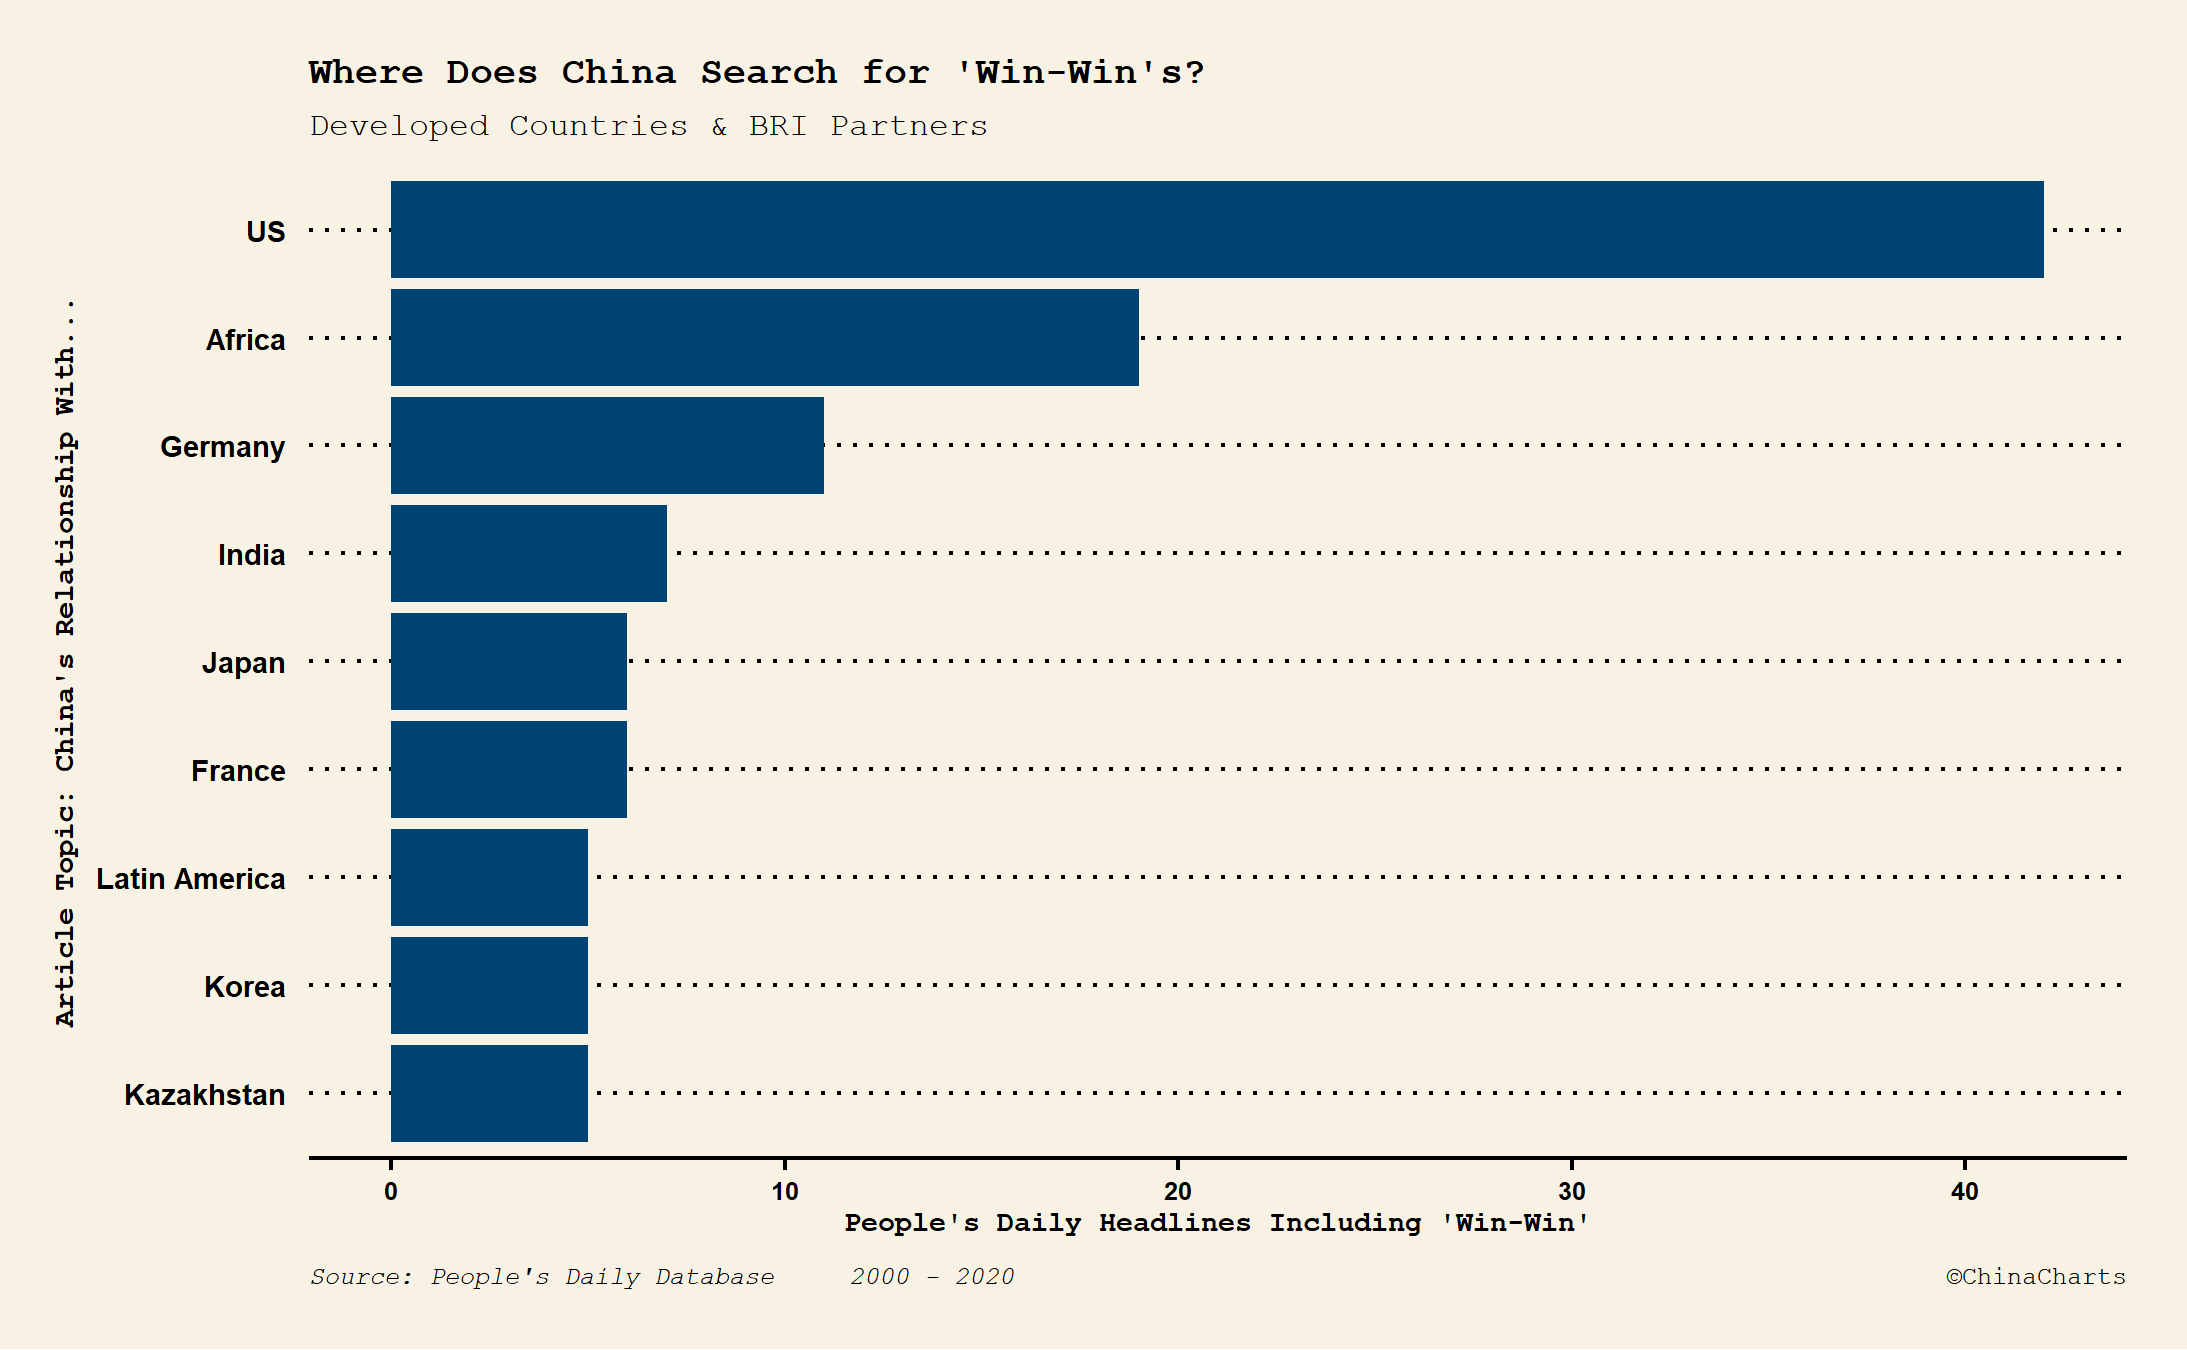 Where Does China Search for 'Win-Win's?
Developed Countries & BRI Partners
Article Topic: China's Relationship With...
US
Africa
Germany
India
Japan
France
Latin America
Korea
Kazakhstan
0 10 20 30 40
People's Daily Headlines Including 'Win-Win'
Source: People's Daily Database 2000 - 2020
©ChinaCharts